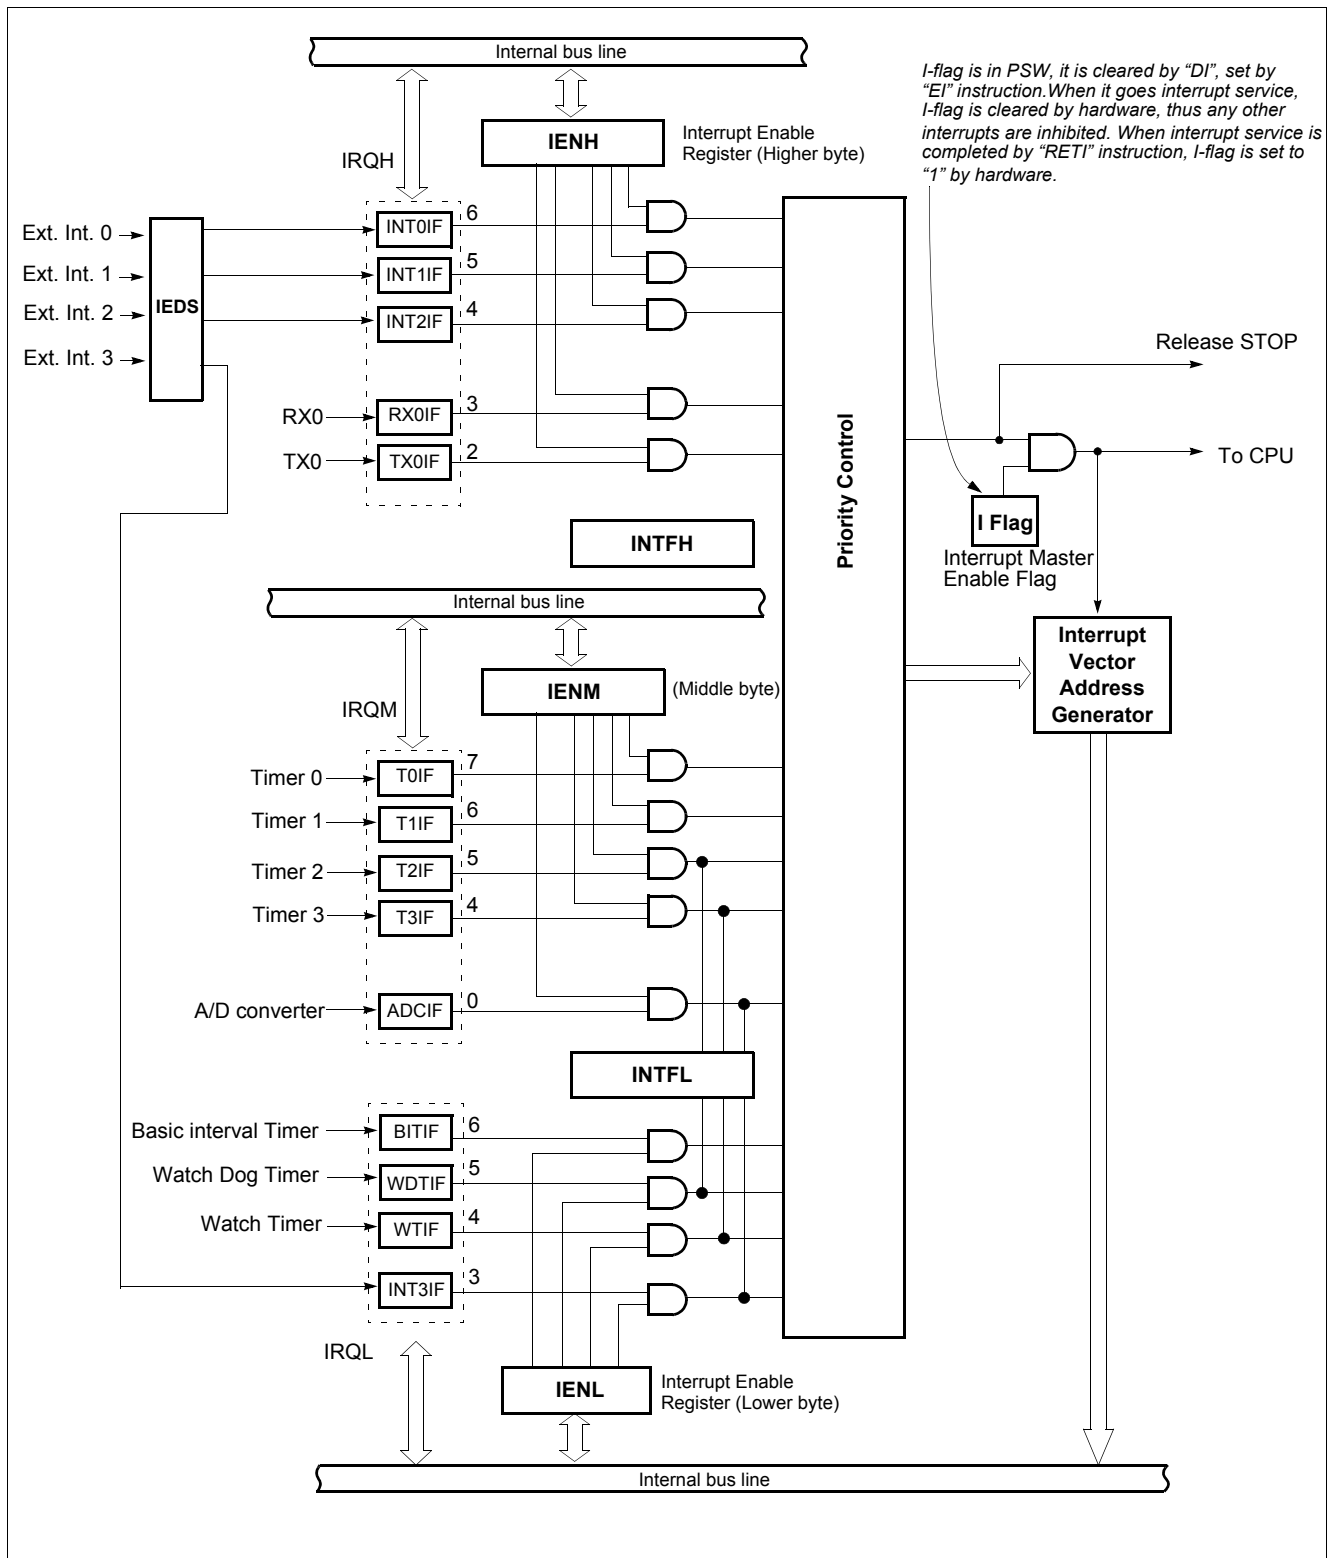 Internal bus line
I-flag is in PSW, it is cleared by “DI”, set by
“EI” instruction.When it goes interrupt service,
I-flag is cleared by hardware, thus any other
interrupts are inhibited. When interrupt service is
completed by “RETI” instruction, I-flag is set to
“1” by hardware.
IENH
Interrupt Enable
Register (Higher byte)
IRQH
Ext. Int. 0
Ext. Int. 1
Ext. Int. 2
Ext. Int. 3
IEDS
INT0IF
6
INT1IF
5
INT2IF
4
RX0
RX0IF
3
TX0
TX0IF
2
Priority Control
Release STOP
To CPU
I Flag
Interrupt Master
Enable Flag
INTFH
Internal bus line
IENM
(Middle byte)
IRQM
Interrupt
Vector
Address
Generator
Timer 0
T0IF
7
Timer 1
T1IF
6
Timer 2
T2IF
5
Timer 3
T3IF
4
A/D converter
ADCIF
0
INTFL
Basic interval Timer
BITIF
6
Watch Dog Timer
WDTIF
5
Watch Timer
WTIF
4
INT3IF
3
IRQL
IENL
Interrupt Enable
Register (Lower byte)
Internal bus line